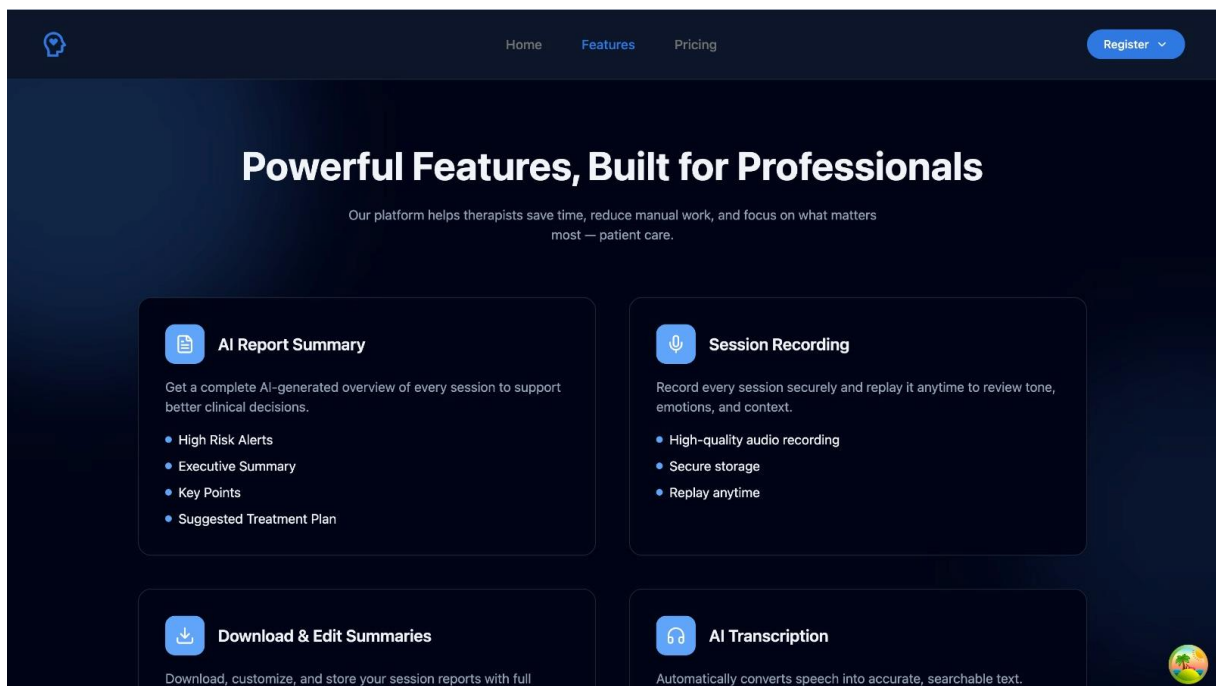 Home
Features
Pricing
Register
Powerful Features, Built for Professionals
Our platform helps therapists save time, reduce manual work, and focus on what matters
most — patient care.
AI Report Summary
Get a complete AI-generated overview of every session to support
better clinical decisions.
High Risk Alerts
Executive Summary
Key Points
Suggested Treatment Plan
Session Recording
Record every session securely and replay it anytime to review tone,
emotions, and context.
High-quality audio recording
Secure storage
Replay anytime
Download & Edit Summaries
Download, customize, and store your session reports with full
AI Transcription
Automatically converts speech into accurate, searchable text.